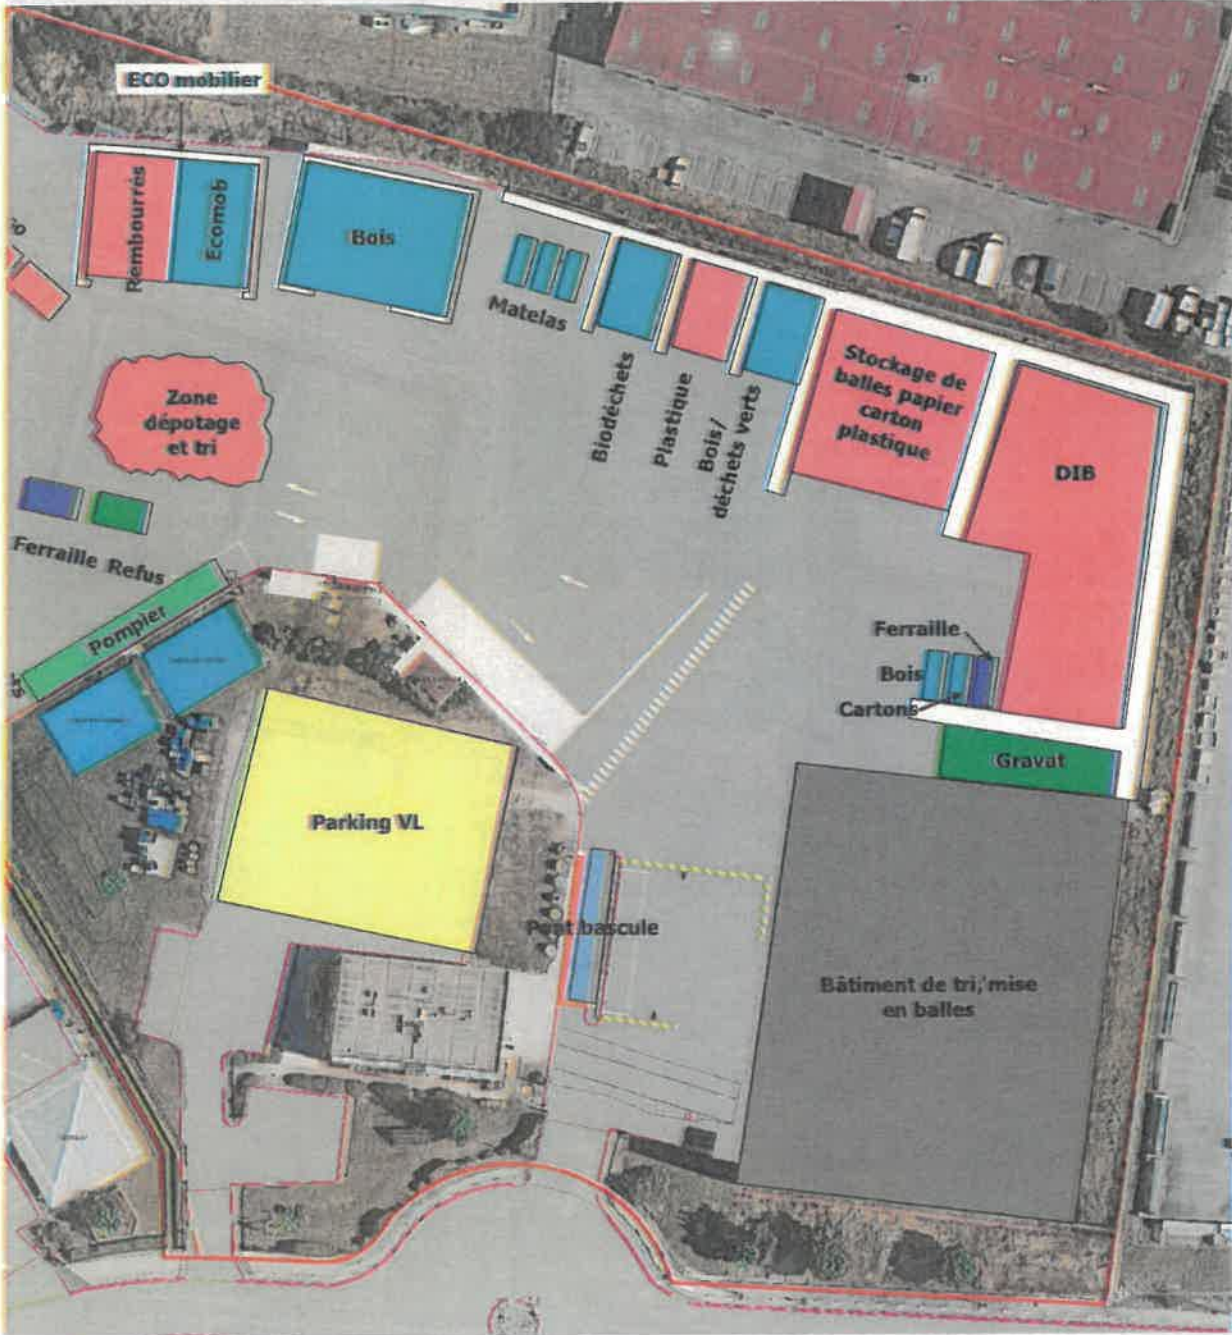 ECO mobilier
Rembourrés
Ecomob
Bois
Matelas
Biodéchets
Plastique
Bois/
déchets verts
Stockage de
balles papier
carton
plastique
DIB
Zone
dépotage
et tri
Ferraille Refus
Pompier
Ferraille
Bois
Cartons
Gravat
Parking VL
Pont bascule
Bâtiment de tri, mise
en balles